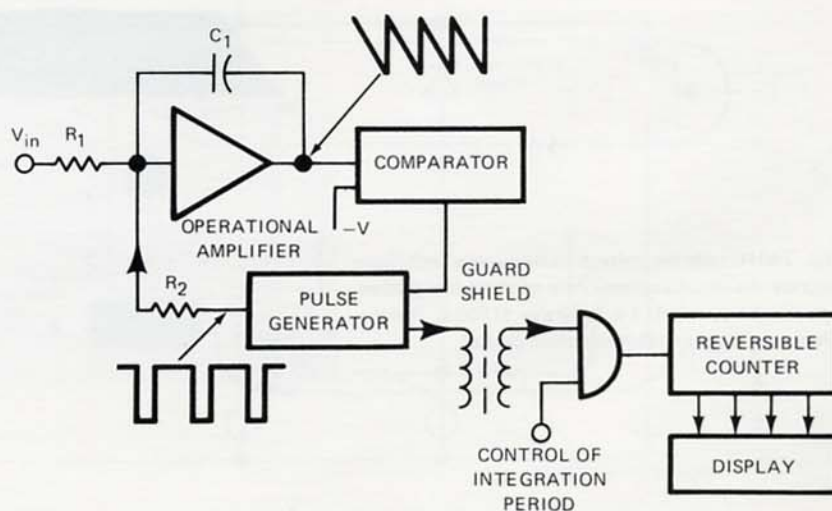 C1
Vin
R1
COMPARATOR
OPERATIONAL
AMPLIFIER
−V
GUARD
SHIELD
R2
PULSE
GENERATOR
REVERSIBLE
COUNTER
CONTROL OF
INTEGRATION
PERIOD
DISPLAY